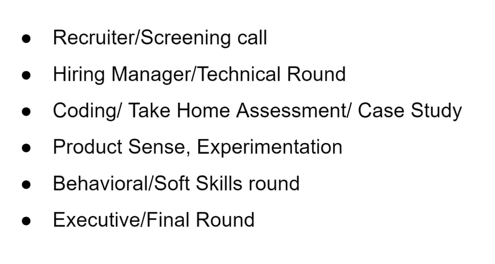 ● Recruiter/Screening call
● Hiring Manager/Technical Round
● Coding/ Take Home Assessment/ Case Study
● Product Sense, Experimentation
● Behavioral/Soft Skills round
● Executive/Final Round